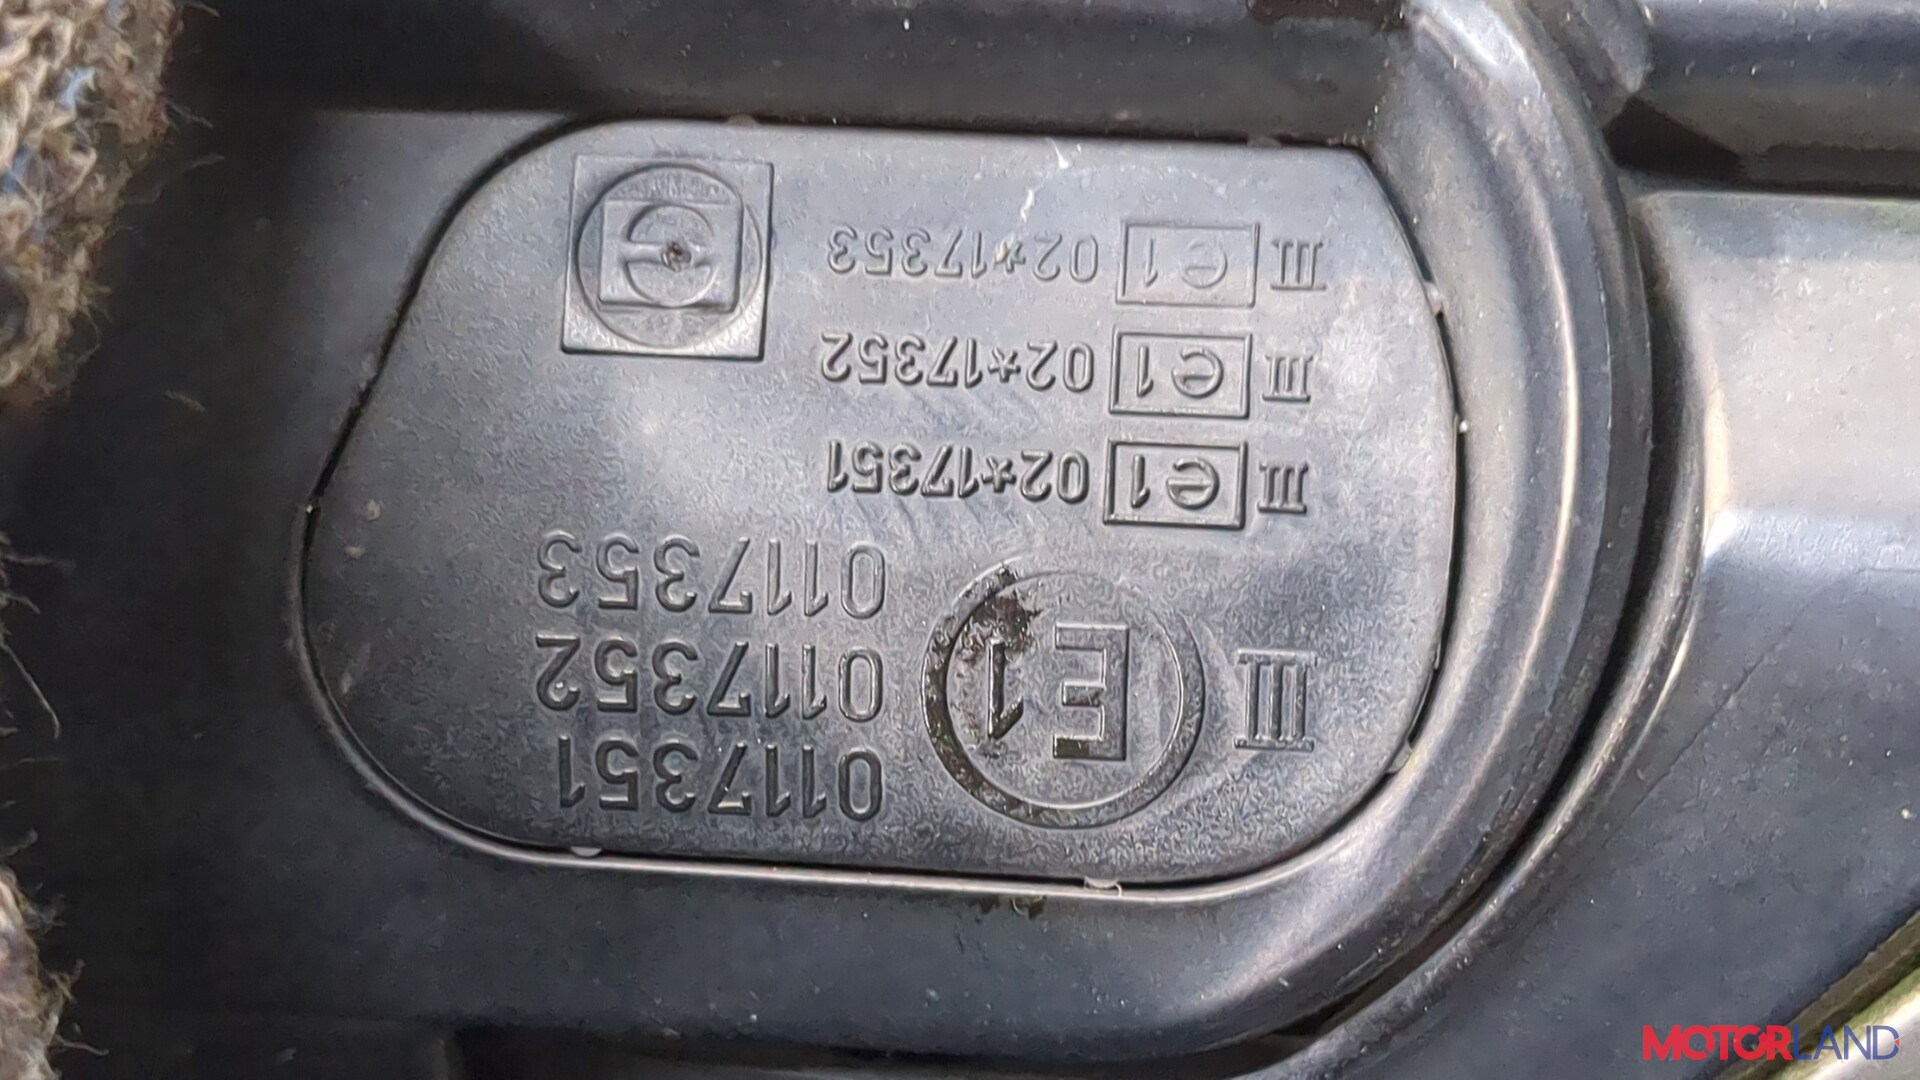 0117351
III E1 0117352
0117353
III e1 02*17351
III e1 02*17352
III e1 02*17353
MOTORLAND